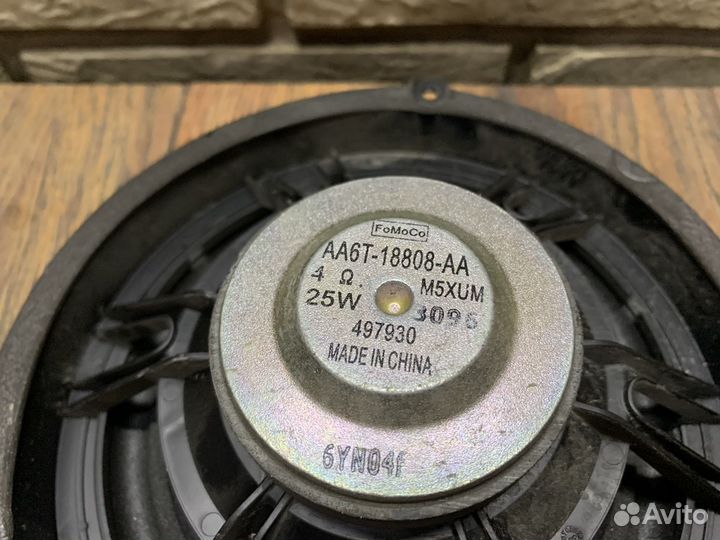 FoMoCo
AA6T-18808-AA
4 Ω. M5XUM
25W 3096
497930
MADE IN CHINA
6YN04F
Avito